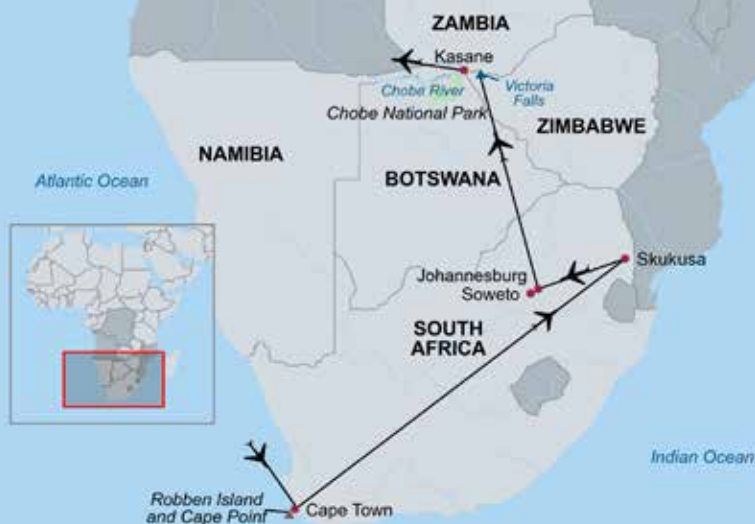 ZAMBIA
Kasane
Chobe River
Victoria
Falls
Chobe National Park
ZIMBABWE
NAMIBIA
BOTSWANA
Atlantic Ocean
Skukusa
Johannesburg
Soweto
SOUTH
AFRICA
Indian Ocean
Robben Island
and Cape Point
Cape Town